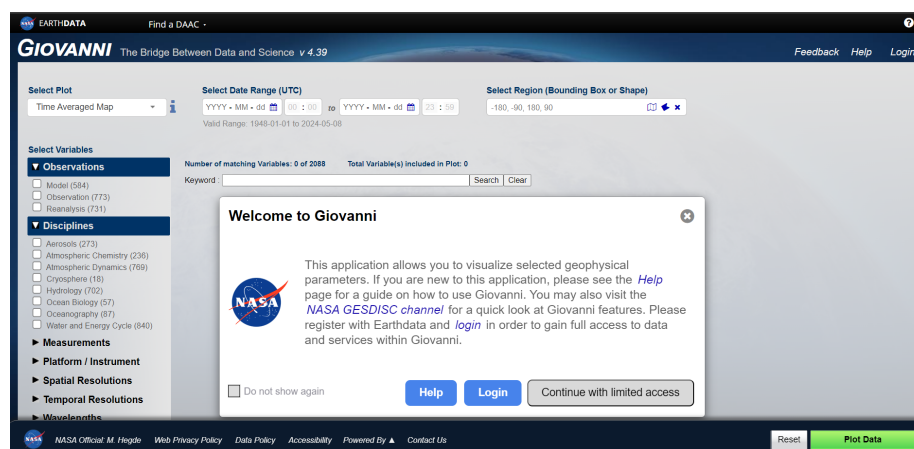 EARTHDATA Find a DAAC
GIOVANNI The Bridge Between Data and Science v 4.39 Feedback Help Login
Select Plot Select Date Range (UTC) Select Region (Bounding Box or Shape)
Time Averaged Map YYYY - MM - dd 00 : 00 to YYYY - MM - dd 23 : 59 -180, -90, 180, 90
Valid Range: 1948-01-01 to 2024-05-08
Select Variables
▼ Observations
Number of matching Variables: 0 of 2088 Total Variable(s) included in Plot: 0
Keyword : Search Clear
Model (584)
Observation (773)
Reanalysis (731)
▼ Disciplines
Aerosols (273)
Atmospheric Chemistry (236)
Atmospheric Dynamics (769)
Cryosphere (18)
Hydrology (702)
Ocean Biology (57)
Oceanography (87)
Water and Energy Cycle (840)
► Measurements
► Platform / Instrument
► Spatial Resolutions
► Temporal Resolutions
► Wavelengths
Welcome to Giovanni
NASA
This application allows you to visualize selected geophysical
parameters. If you are new to this application, please see the Help
page for a guide on how to use Giovanni. You may also visit the
NASA GESDISC channel for a quick look at Giovanni features. Please
register with Earthdata and login in order to gain full access to data
and services within Giovanni.
Do not show again Help Login Continue with limited access
NASA Official: M. Hegde Web Privacy Policy Data Policy Accessibility Powered By ▲ Contact Us Reset Plot Data